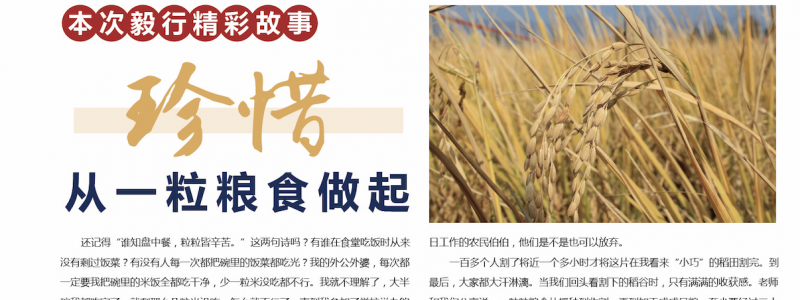 本次毅行精彩故事
珍惜
从一粒粮食做起
还记得“谁知盘中餐，粒粒皆辛苦。”这两句诗吗？有谁在食堂吃饭时从来
没有剩过饭菜？有没有人每一次都把碗里的饭菜都吃光？我的外公外婆，每次都
一定要我把碗里的米饭全都吃干净，少一粒米没吃都不行。我就不理解了，大半
日工作的农民伯伯，他们是不是也可以放弃。
一百多个人割了将近一个多小时才将这片在我看来“小巧”的稻田割完。到
最后，大家都大汗淋漓。当我们回头看割下的稻谷时，只有满满的收获感。老师